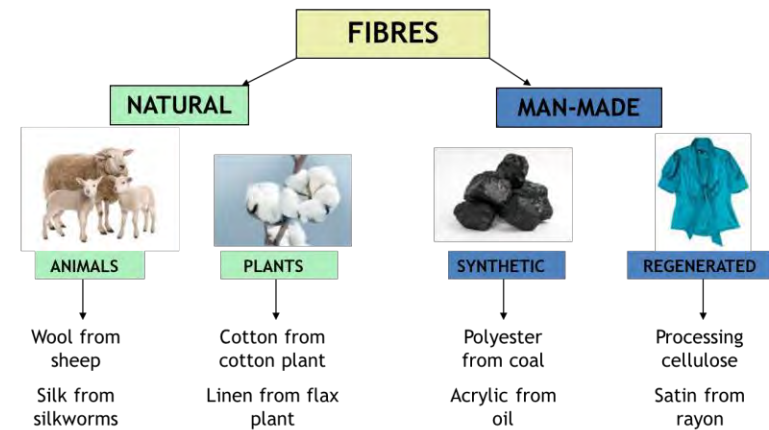 FIBRES
NATURAL
MAN-MADE
ANIMALS
PLANTS
SYNTHETIC
REGENERATED
Wool from
sheep
Silk from
silkworms
Cotton from
cotton plant
Linen from flax
plant
Polyester
from coal
Acrylic from
oil
Processing
cellulose
Satin from
rayon